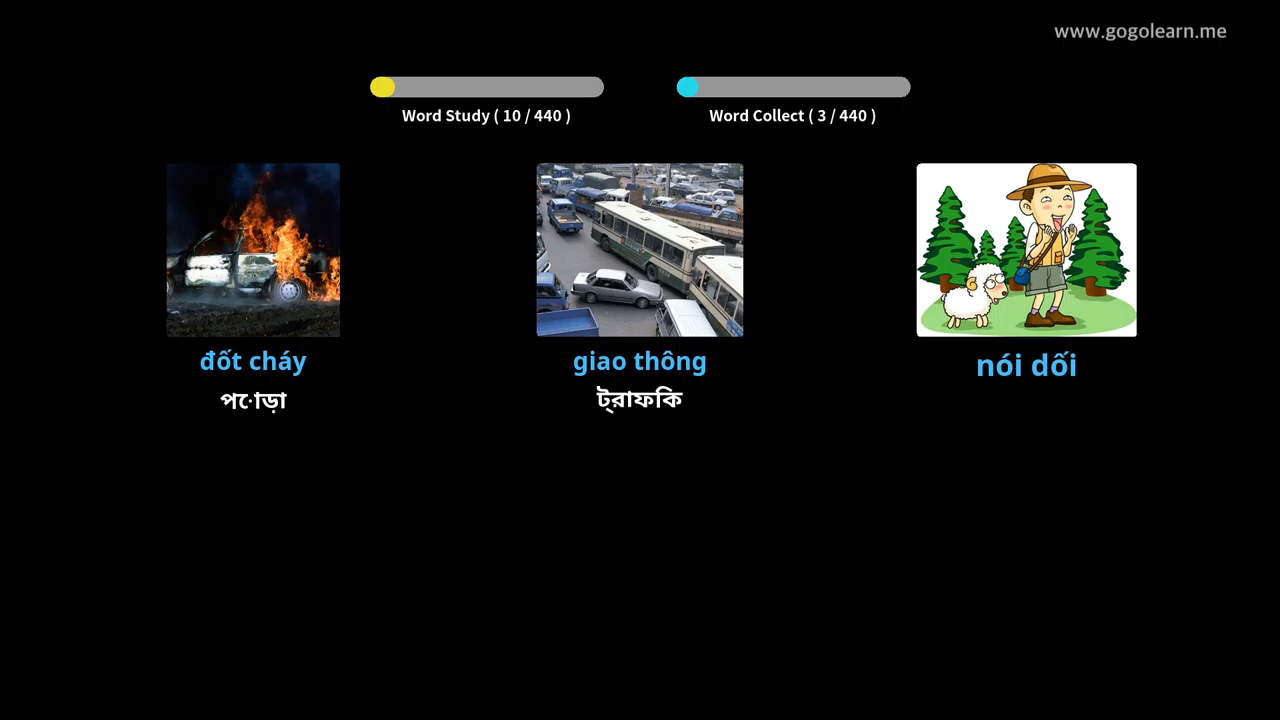 www.gogolearn.me
Word Study ( 10 / 440 )
Word Collect ( 3 / 440 )
đốt cháy
giao thông
nói dối
পোড়া
ট্রাফিক